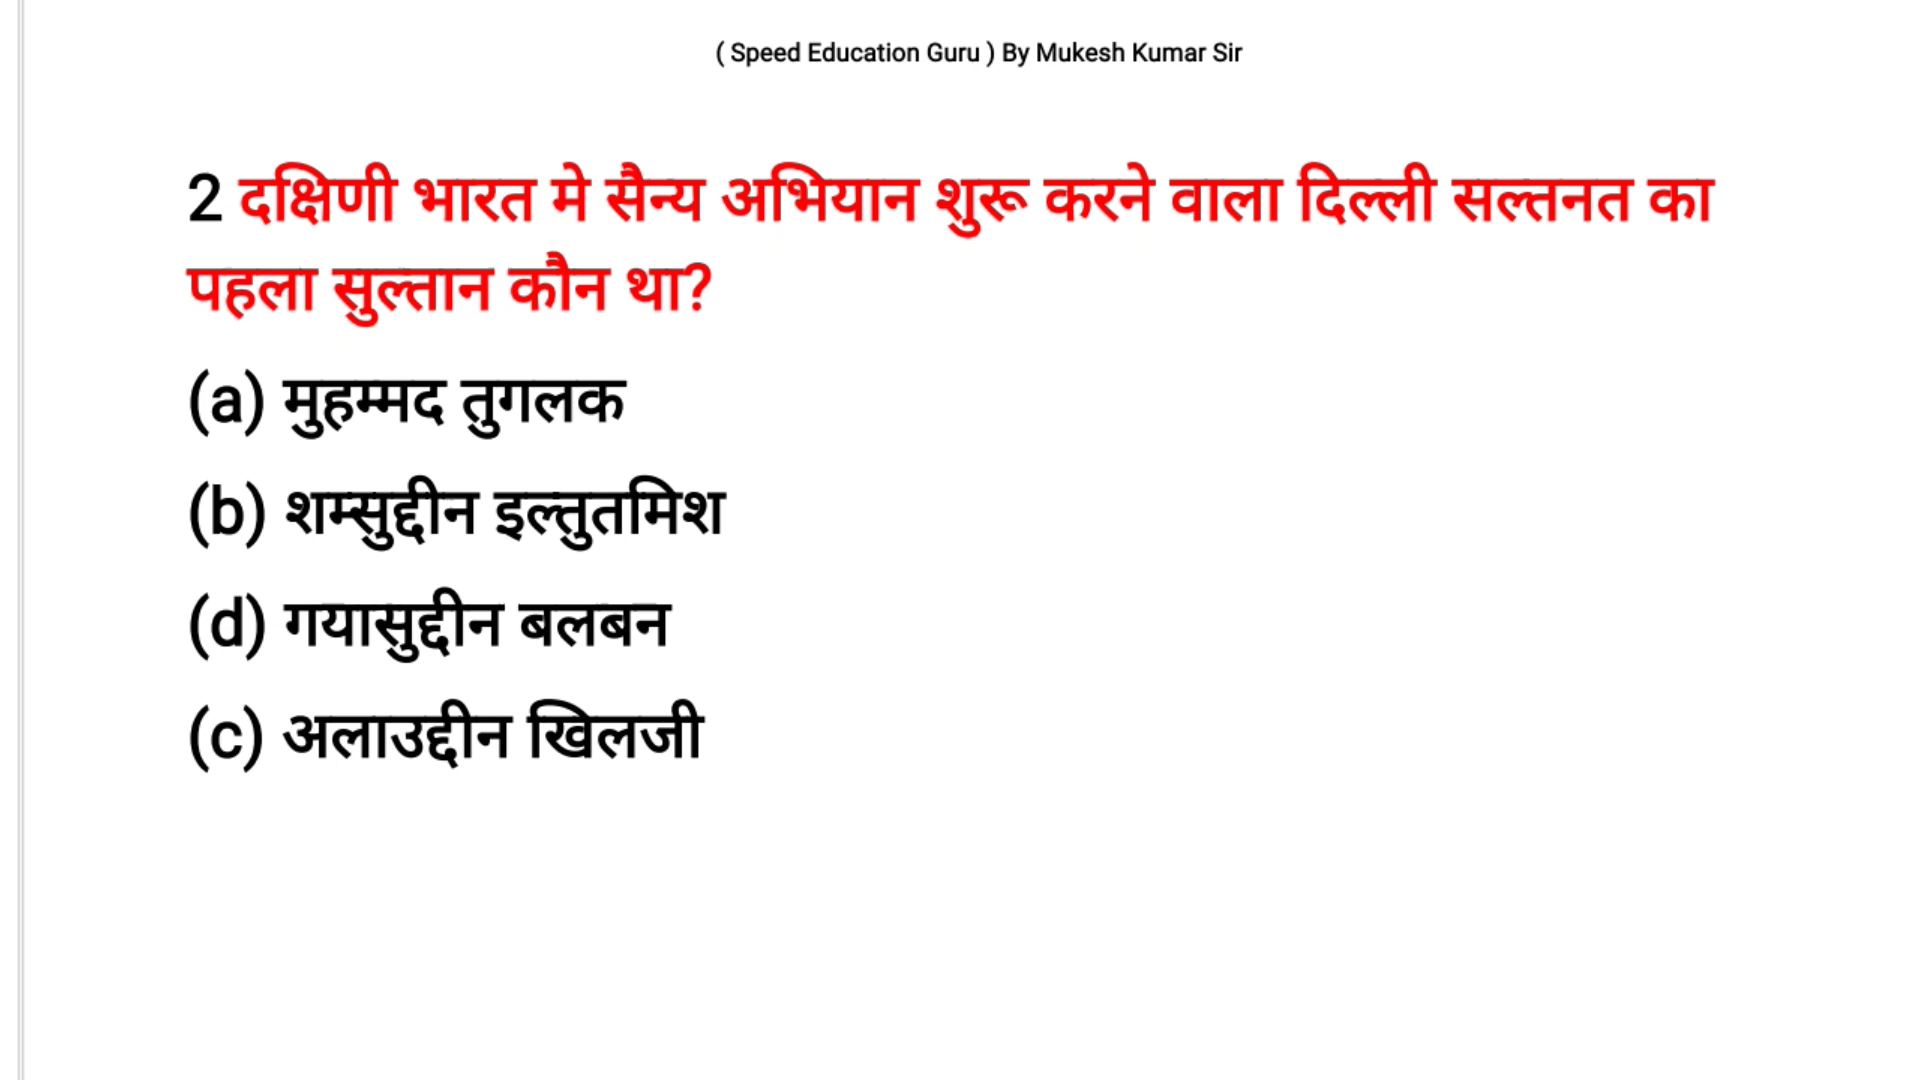 ( Speed Education Guru ) By Mukesh Kumar Sir
2 दक्षिणी भारत मे सैन्य अभियान शुरू करने वाला दिल्ली सल्तनत का
पहला सुल्तान कौन था?
(a) मुहम्मद तुगलक
(b) शम्सुद्दीन इल्तुतमिश
(d) गयासुद्दीन बलबन
(c) अलाउद्दीन खिलजी